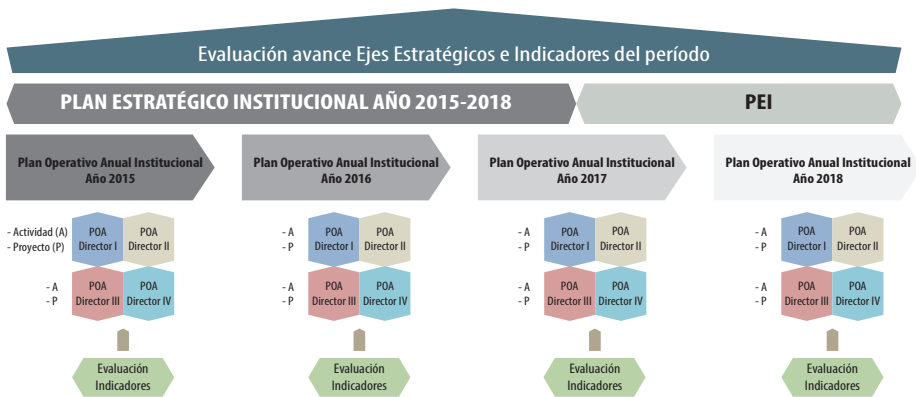 Evaluación avance Ejes Estratégicos e Indicadores del período
PLAN ESTRATÉGICO INSTITUCIONAL AÑO 2015-2018
PEI
Plan Operativo Anual Institucional
Año 2015
Plan Operativo Anual Institucional
Año 2016
Plan Operativo Anual Institucional
Año 2017
Plan Operativo Anual Institucional
Año 2018
- Actividad (A)
- Proyecto (P)
POA
Director I
POA
Director II
- A
- P
POA
Director III
POA
Director IV
Evaluación
Indicadores
- A
- P
POA
Director I
POA
Director II
- A
- P
POA
Director III
POA
Director IV
Evaluación
Indicadores
- A
- P
POA
Director I
POA
Director II
- A
- P
POA
Director III
POA
Director IV
Evaluación
Indicadores
- A
- P
POA
Director I
POA
Director II
- A
- P
POA
Director III
POA
Director IV
Evaluación
Indicadores